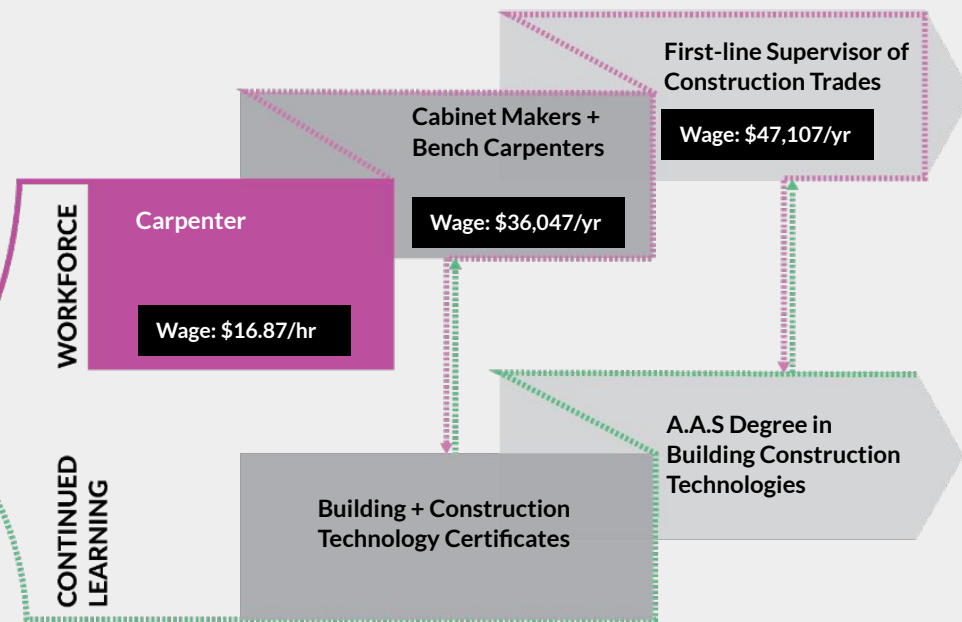 First-line Supervisor of
Construction Trades
Wage: $47,107/yr
Cabinet Makers +
Bench Carpenters
Wage: $36,047/yr
WORKFORCE
Carpenter
Wage: $16.87/hr
CONTINUED
LEARNING
Building + Construction
Technology Certificates
A.A.S Degree in
Building Construction
Technologies